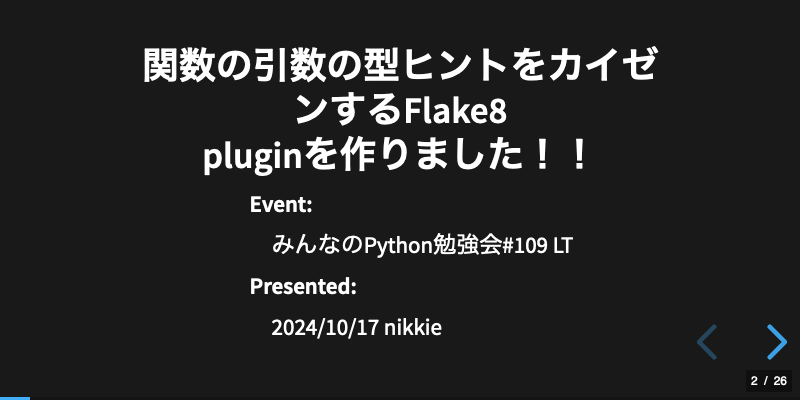 関数の引数の型ヒントをカイゼ
ンするFlake8
pluginを作りました！！
Event:
みんなのPython勉強会#109 LT
Presented:
2024/10/17 nikkie
2 / 26